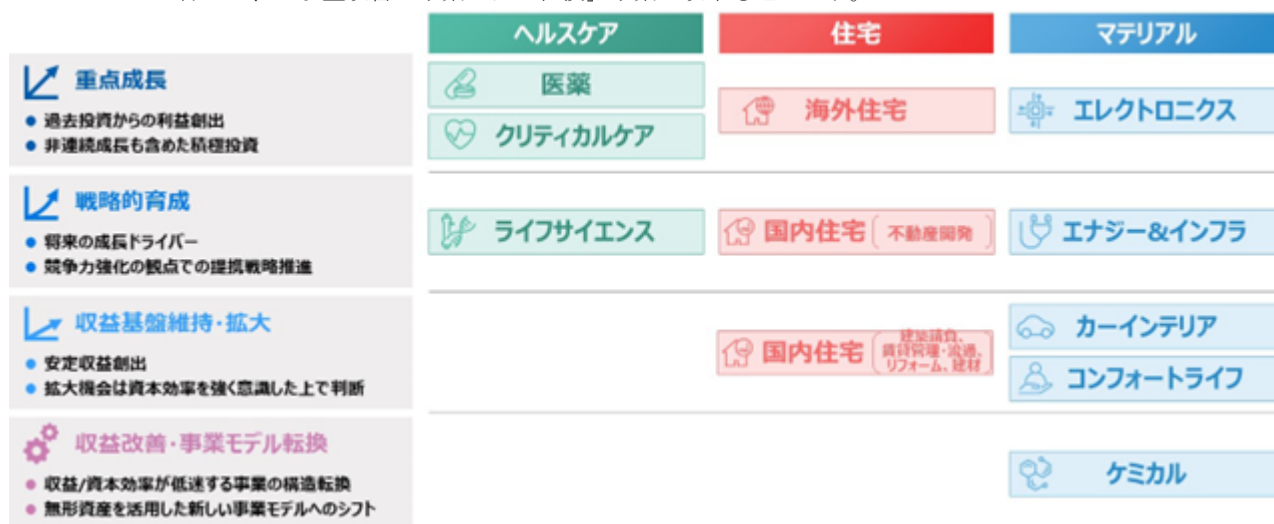 ヘルスケア
住宅
マテリアル
重点成長
● 過去投資からの利益創出
● 非連続成長も含めた積極投資
医薬
クリティカルケア
海外住宅
エレクトロニクス
戦略的育成
● 将来の成長ドライバー
● 競争力強化の観点での提携戦略推進
ライフサイエンス
国内住宅(不動産開発)
エナジー&インフラ
収益基盤維持・拡大
● 安定収益創出
● 拡大機会は資本効率を強く意識した上で判断
国内住宅(建築請負、
賃貸管理・流通、
リフォーム、建材)
カーインテリア
コンフォートライフ
収益改善・事業モデル転換
● 収益/資本効率が低迷する事業の構造転換
● 無形資産を活用した新しい事業モデルへのシフト
ケミカル